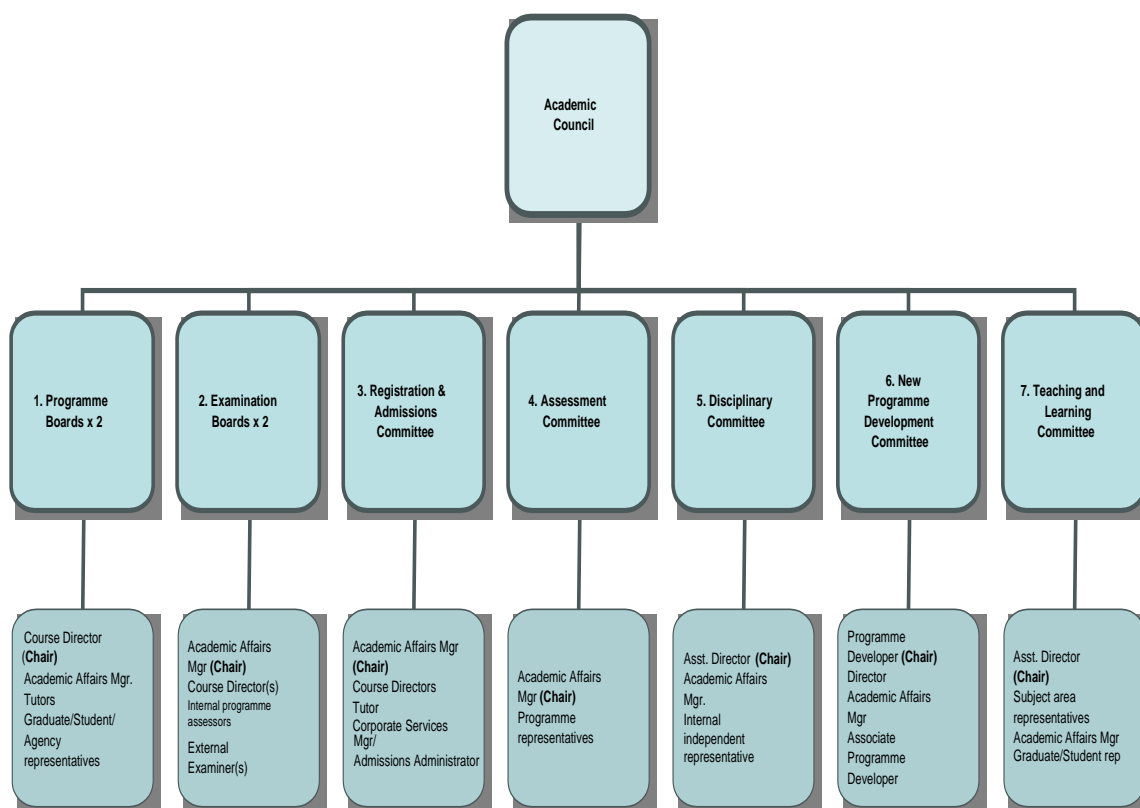 Academic
Council
1. Programme
Boards x 2
2. Examination
Boards x 2
3. Registration &
Admissions
Committee
4. Assessment
Committee
5. Disciplinary
Committee
6. New
Programme
Development
Committee
7. Teaching and
Learning
Committee
Course Director
(Chair)
Academic Affairs Mgr.
Tutors
Graduate/Student/
Agency
representatives
Academic Affairs
Mgr (Chair)
Course Director(s)
Internal programme
assessors
External
Examiner(s)
Academic Affairs Mgr
(Chair)
Course Directors
Tutor
Corporate Services
Mgr/
Admissions Administrator
Academic Affairs
Mgr (Chair)
Programme
representatives
Asst. Director (Chair)
Academic Affairs
Mgr.
Internal
independent
representative
Programme
Developer (Chair)
Director
Academic Affairs
Mgr
Associate
Programme
Developer
Asst. Director
(Chair)
Subject area
representatives
Academic Affairs Mgr
Graduate/Student rep